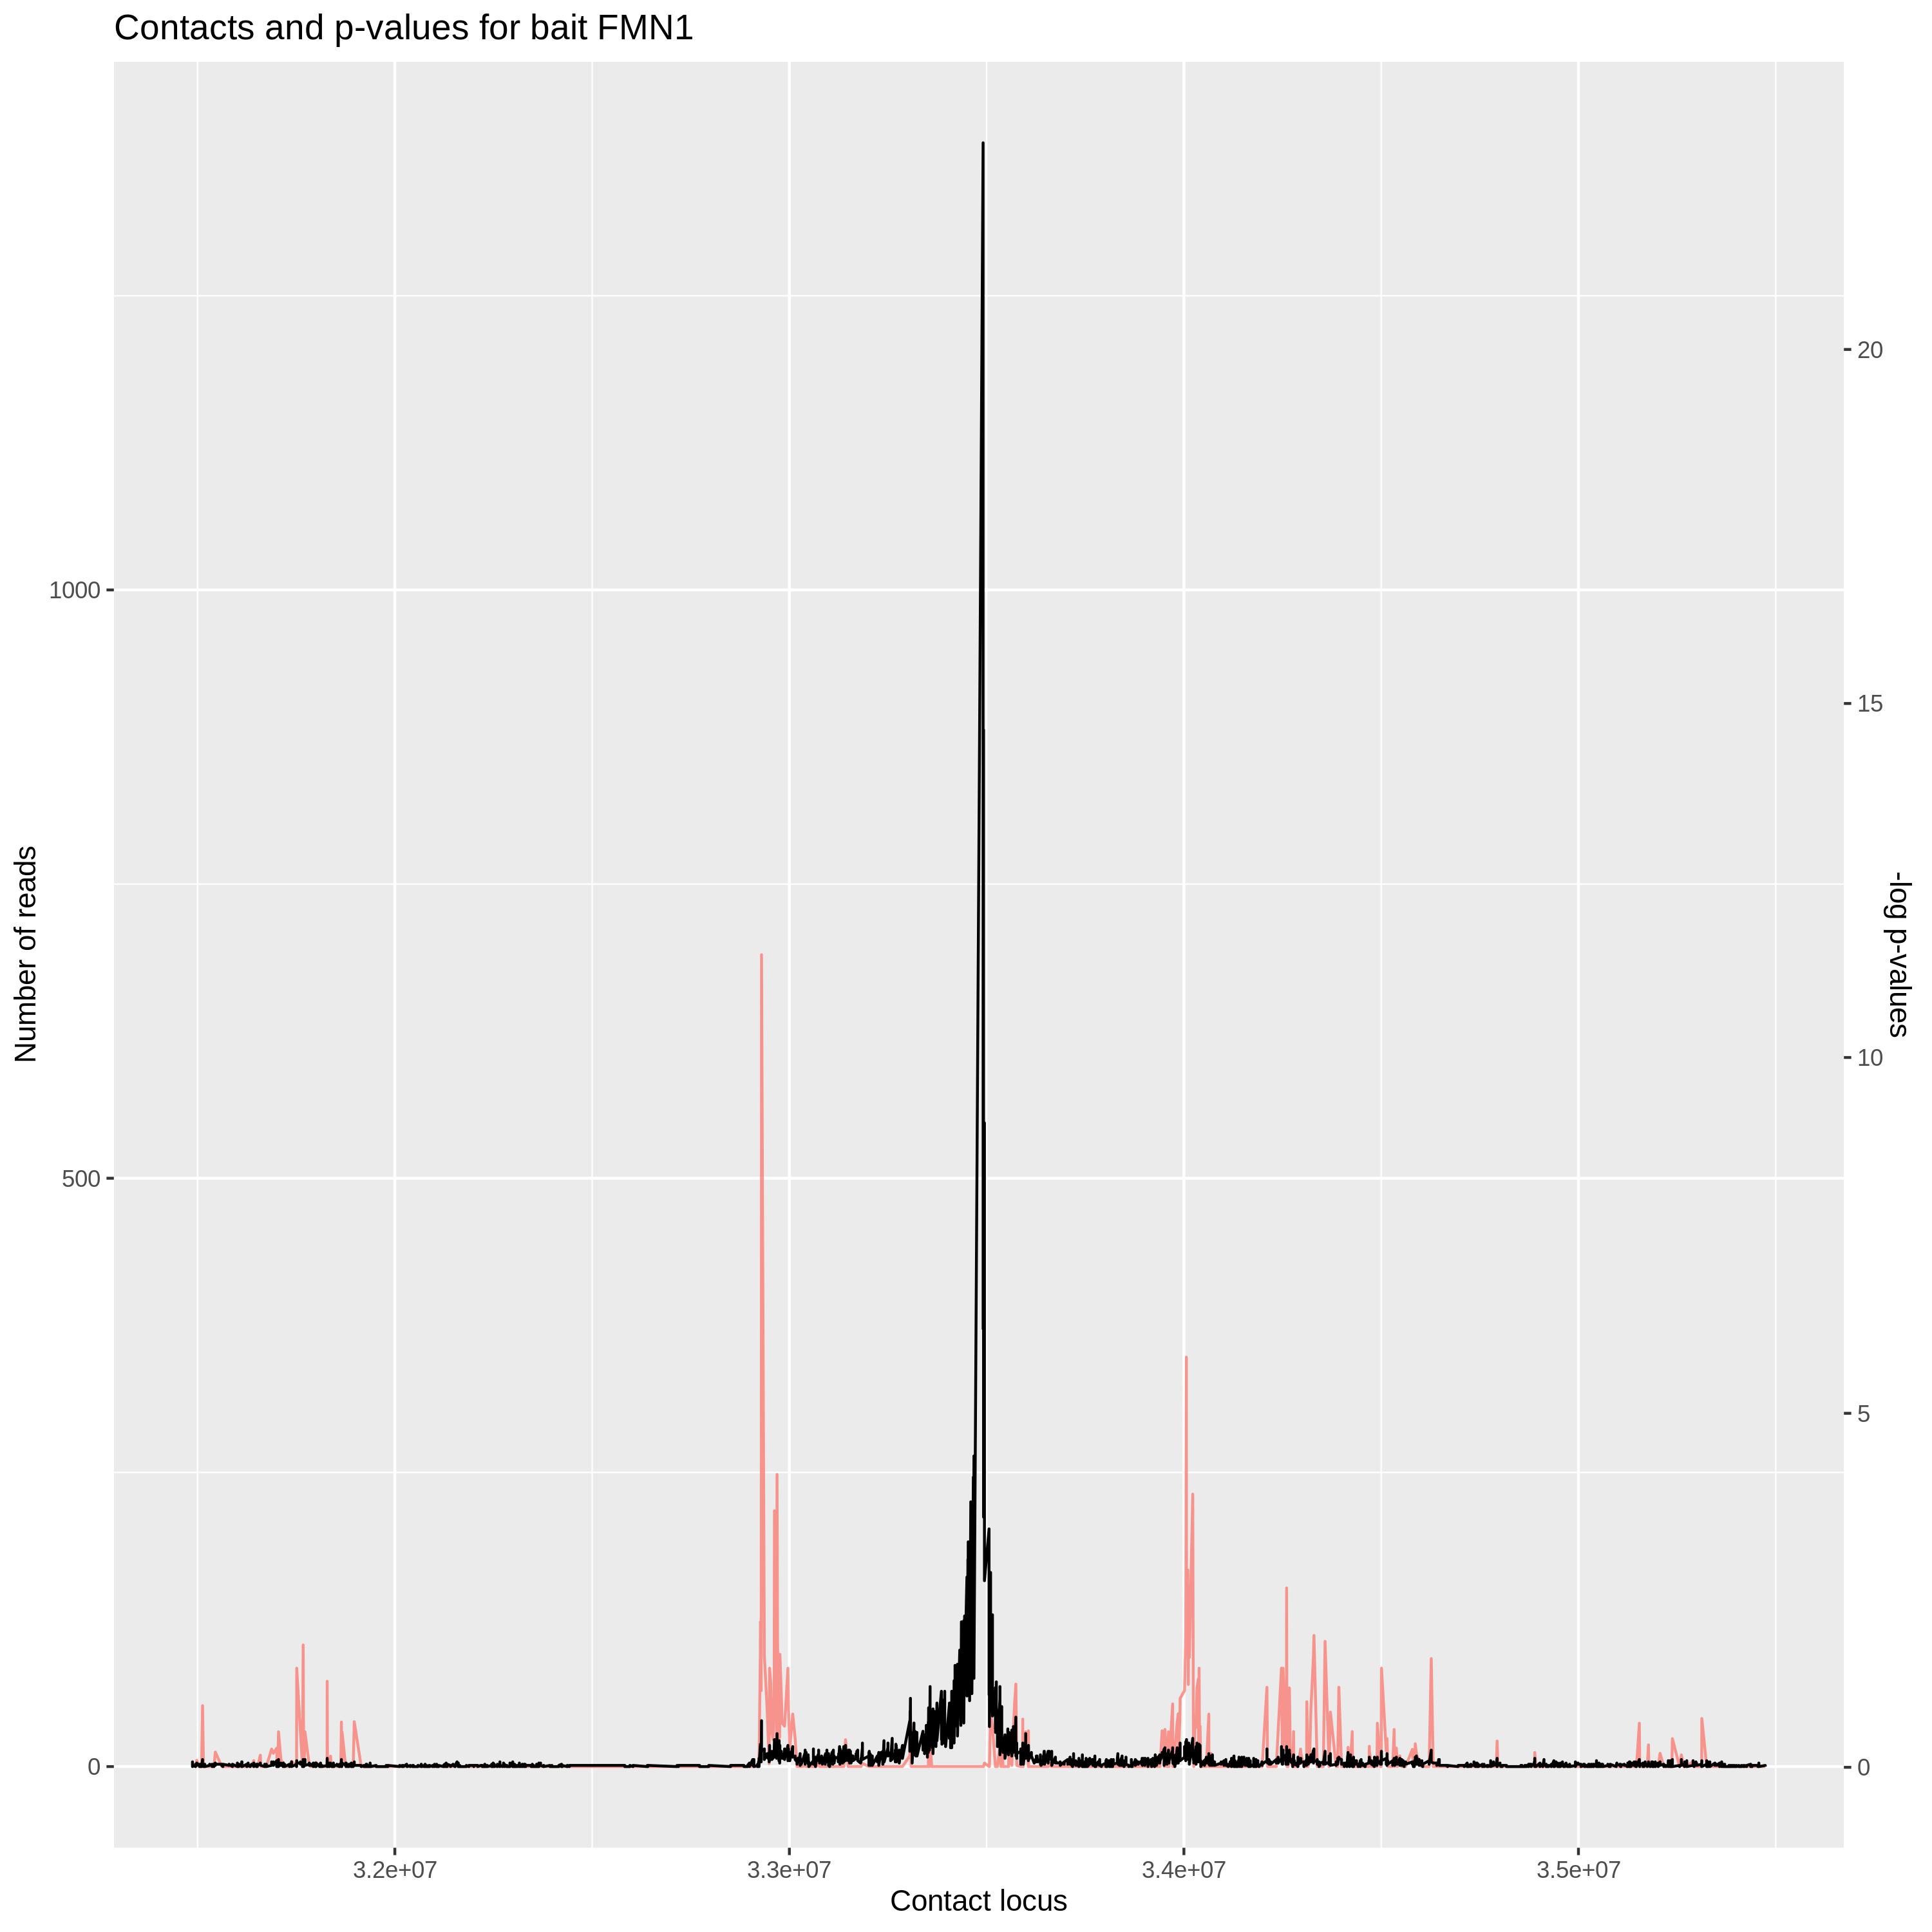 Contacts and p-values for bait FMN1
Number of reads
1000
500
0
20
15
10
5
0
-log p-values
3.2e+07
3.3e+07
3.4e+07
3.5e+07
Contact locus